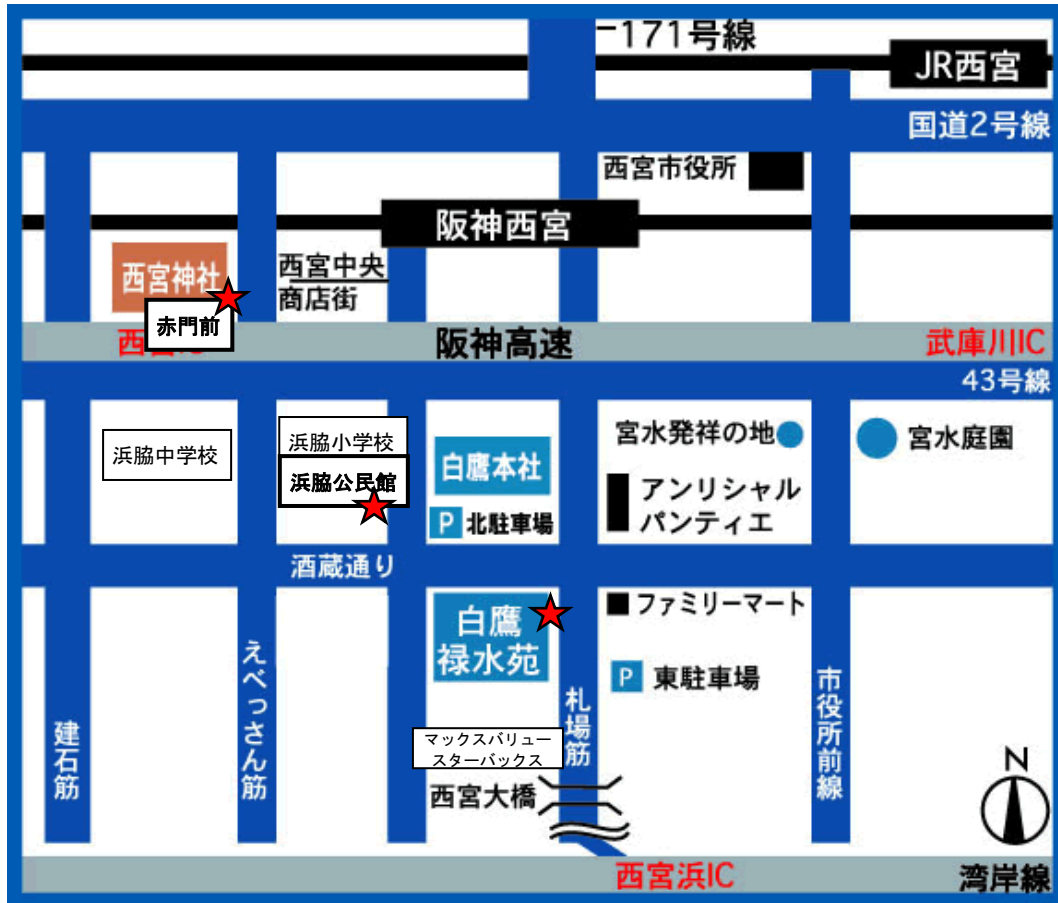 171号線
JR西宮
国道2号線
西宮市役所
阪神西宮
西宮神社
西宮中央
商店街
赤門前
阪神高速
武庫川IC
43号線
浜脇中学校
浜脇小学校
浜脇公民館
白鷹本社
P 北駐車場
宮水発祥の地
宮水庭園
アンリシャル
パンティエ
酒蔵通り
白鷹
禄水苑
ファミリーマート
P 東駐車場
建石筋
えべっさん筋
札場筋
市役所前線
マックスバリュー
スターバックス
西宮大橋
N
西宮浜IC
湾岸線